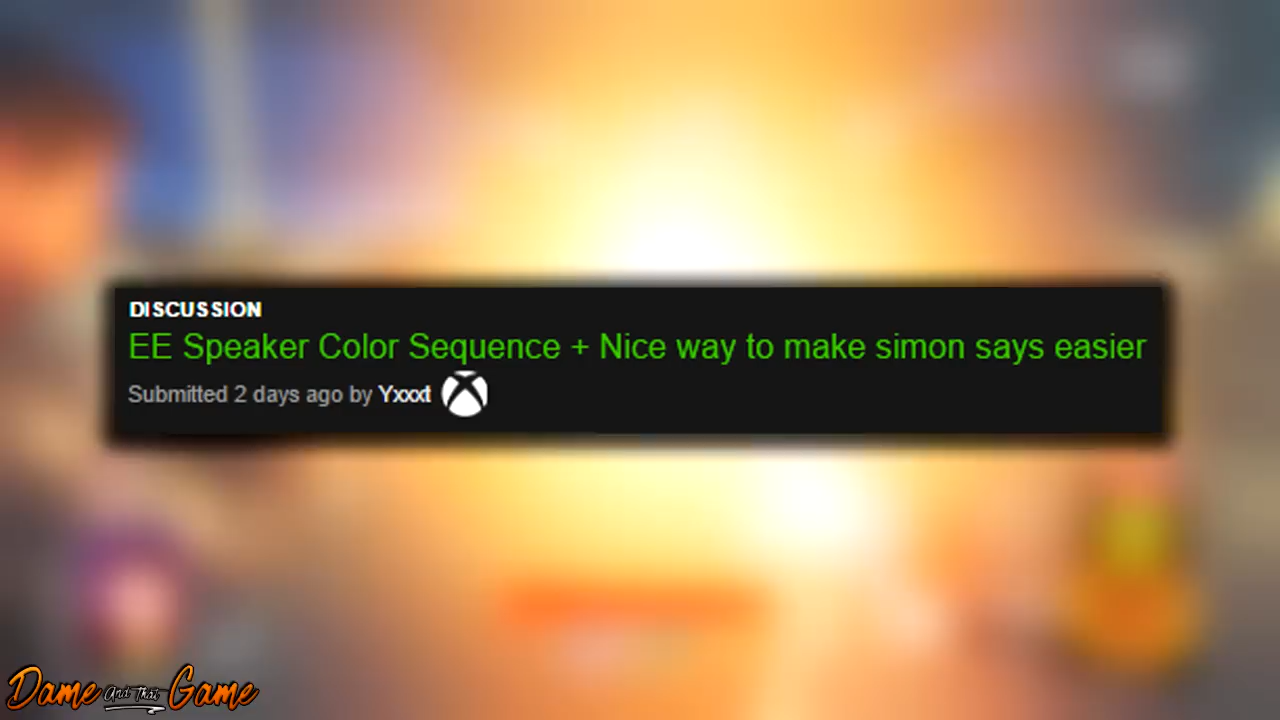 DISCUSSION
EE Speaker Color Sequence + Nice way to make simon says easier
Submitted 2 days ago by Yxxxt
Dame And That Game